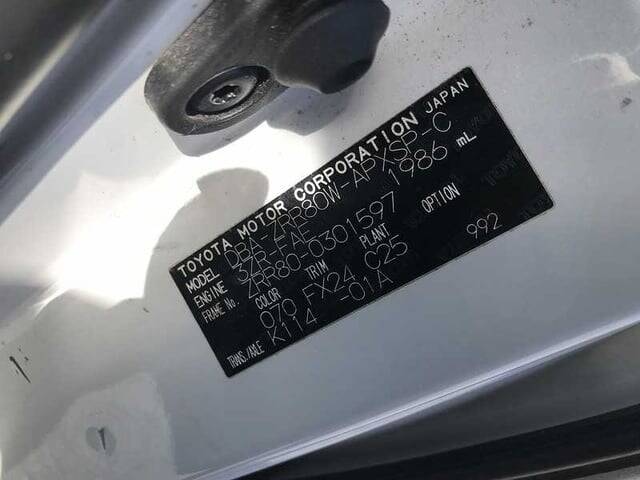 TOYOTA MOTOR CORPORATION JAPAN
MODEL DBA-ZRR80W-APXSP-C
ENGINE 3ZR-FAE 1986 mL
FRAME No. ZRR80-0301597
COLOR TRIM PLANT OPTION
070 FX24 C25 992
TRANS./AXLE K114 -01A